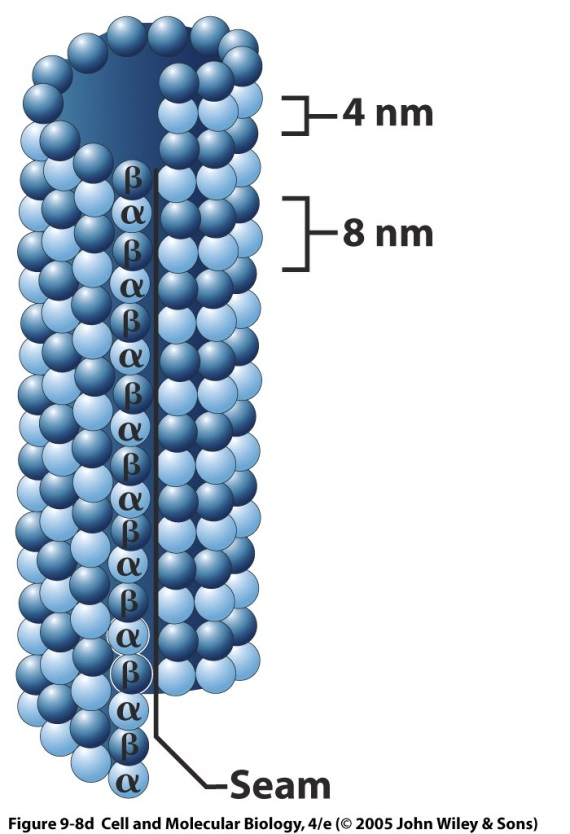 4 nm
β
α
8 nm
β
α
β
α
β
α
β
α
β
α
β
α
β
α
β
α
Seam
Figure 9-8d Cell and Molecular Biology, 4/e (© 2005 John Wiley & Sons)